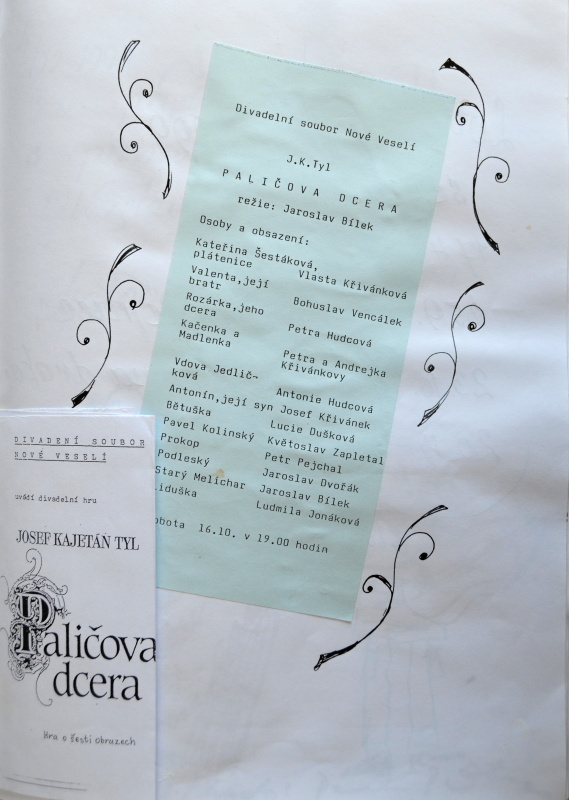 Divadelní soubor Nové Veselí
J.K.Tyl
PALIČOVA DCERA
režie: Jaroslav Bílek
Osoby a obsazení:
Kateřina Šestáková,
plátenice Vlasta Křivánková
Valenta,její
bratr Bohuslav Vencálek
Rozárka,jeho
dcera Petra Hudcová
Kačenka a
Madlenka Petra a Andrejka
Křivánkovy
Vdova Jedlič-
ková Antonie Hudcová
Antonín,její syn Josef Křivánek
Bětuška Lucie Dušková
Pavel Kolinský Květoslav Zapletal
Prokop Petr Pejchal
Podleský Jaroslav Dvořák
Starý Melichar Jaroslav Bílek
iduška Ludmila Jonáková
obota 16.10. v 19.00 hodin
DIVADENÍ SOUBOR
NOVÉ VESELÍ
uvádí divadelní hru
JOSEF KAJETÁN TYL
Paličova
dcera
Hra o šesti obrazech